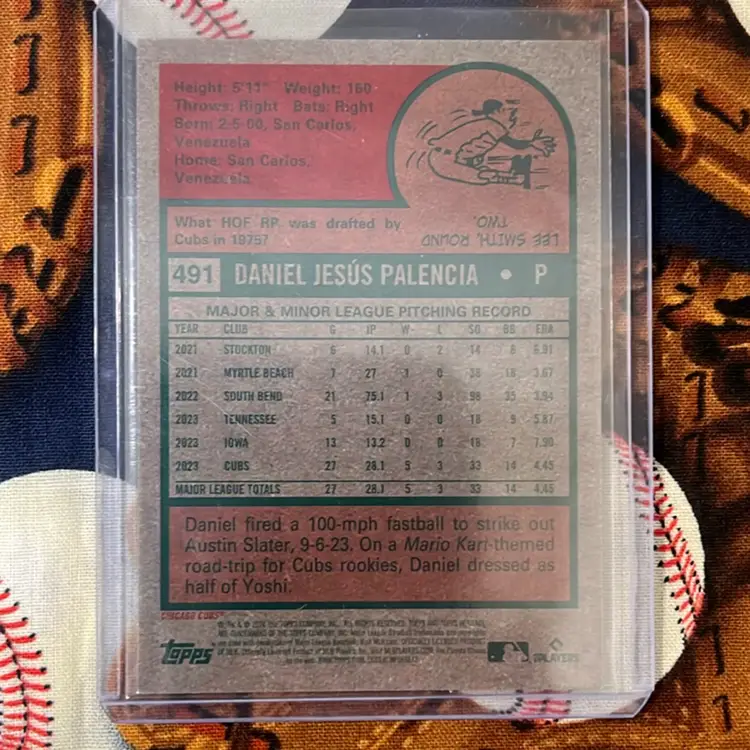 Height: 5'11" Weight: 160
Throws: Right Bats: Right
Born: 2-5-00, San Carlos,
Venezuela
Home: San Carlos,
Venezuela
What HOF RP was drafted by
Cubs in 1975?
LEE SMITH, ROUND
TWO.
491 DANIEL JESÚS PALENCIA • P
MAJOR & MINOR LEAGUE PITCHING RECORD
YEAR CLUB G IP W L SO BB ERA
2021 STOCKTON 6 14.1 0 2 14 8 6.91
2021 MYRTLE BEACH 7 27 1 0 38 16 3.67
2022 SOUTH BEND 21 75.1 1 3 98 35 3.94
2023 TENNESSEE 5 15.1 0 0 18 9 5.87
2023 IOWA 13 13.2 0 0 18 7 7.90
2023 CUBS 27 28.1 5 3 33 14 4.45
MAJOR LEAGUE TOTALS 27 28.1 5 3 33 14 4.45
Daniel fired a 100-mph fastball to strike out
Austin Slater, 9-6-23. On a Mario Kart-themed
road-trip for Cubs rookies, Daniel dressed as
half of Yoshi.
CHICAGO CUBS
topps
PLAYERS